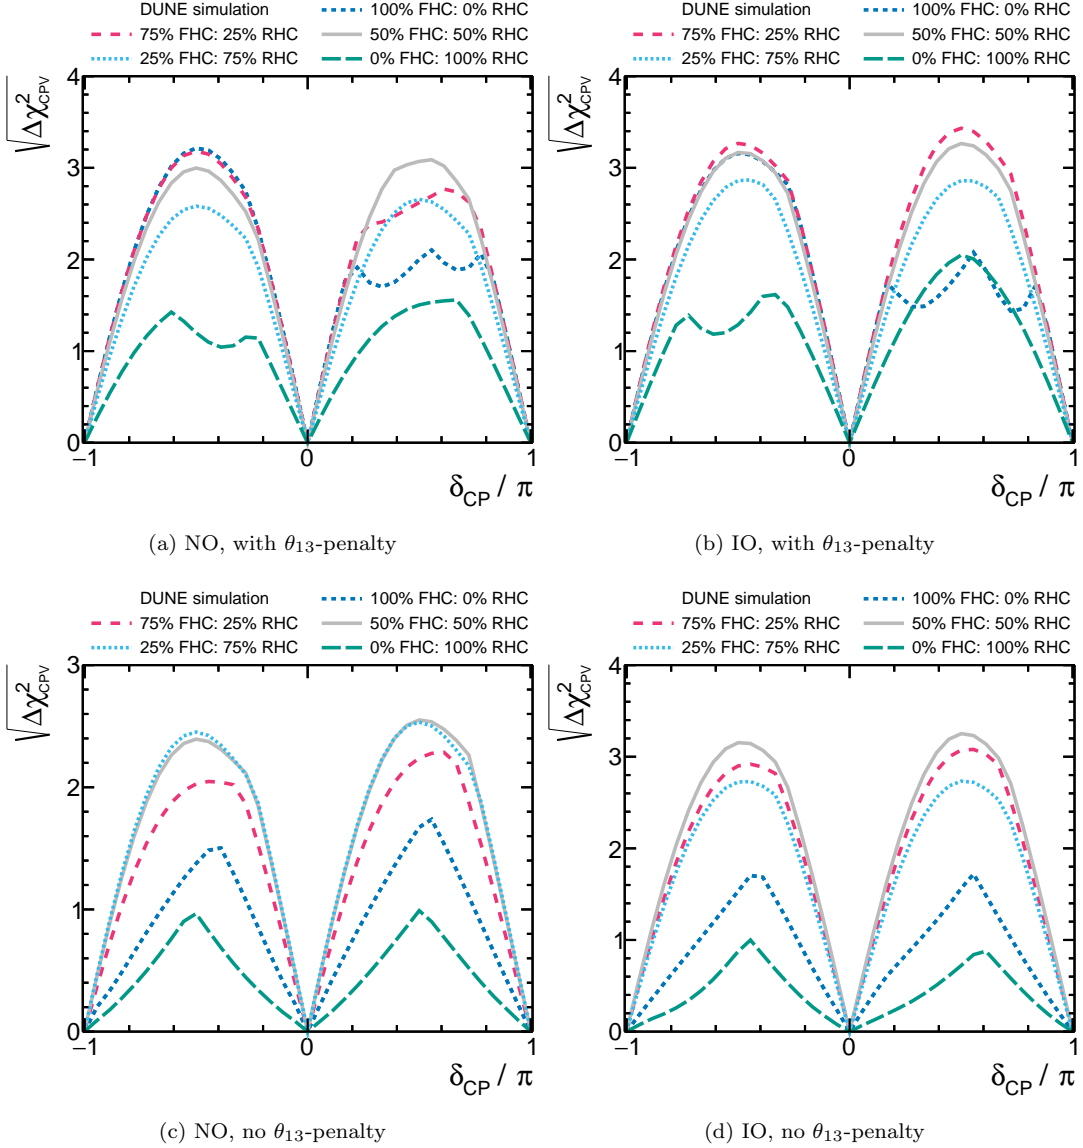 DUNE simulation 100% FHC: 0% RHC
75% FHC: 25% RHC 50% FHC: 50% RHC
25% FHC: 75% RHC 0% FHC: 100% RHC
√Δχ²CPV
4
3
2
1
0
−1 0 1
δCP / π
(a) NO, with θ13-penalty
DUNE simulation 100% FHC: 0% RHC
75% FHC: 25% RHC 50% FHC: 50% RHC
25% FHC: 75% RHC 0% FHC: 100% RHC
√Δχ²CPV
4
3
2
1
0
−1 0 1
δCP / π
(b) IO, with θ13-penalty
DUNE simulation 100% FHC: 0% RHC
75% FHC: 25% RHC 50% FHC: 50% RHC
25% FHC: 75% RHC 0% FHC: 100% RHC
√Δχ²CPV
3
2
1
0
−1 0 1
δCP / π
(c) NO, no θ13-penalty
DUNE simulation 100% FHC: 0% RHC
75% FHC: 25% RHC 50% FHC: 50% RHC
25% FHC: 75% RHC 0% FHC: 100% RHC
√Δχ²CPV
4
3
2
1
0
−1 0 1
δCP / π
(d) IO, no θ13-penalty